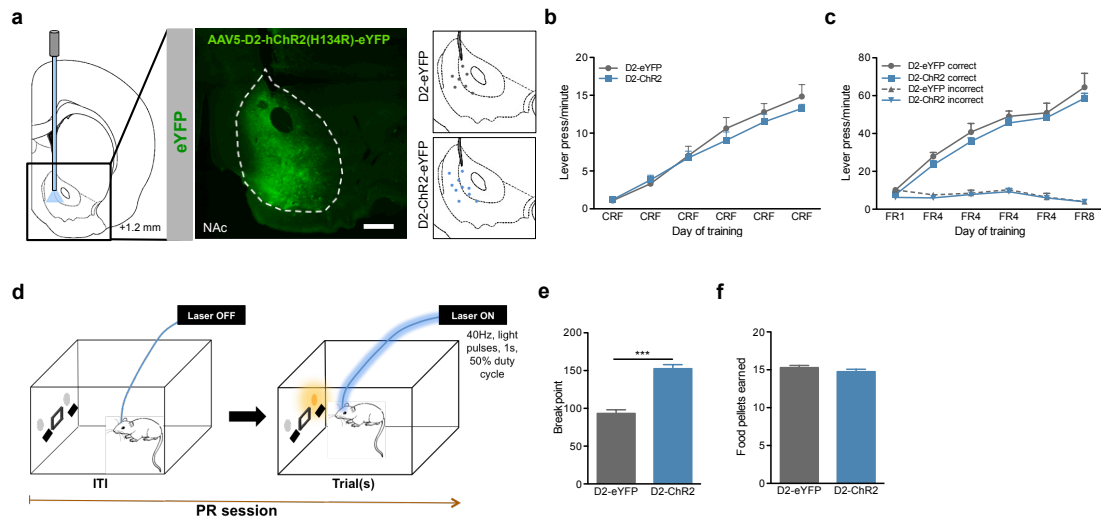 a
AAV5-D2-hChR2(H134R)-eYFP
eYFP
NAc
+1.2 mm
D2-eYFP
D2-ChR2-eYFP
b
D2-eYFP
D2-ChR2
Lever press/minute
20
15
10
5
0
CRF CRF CRF CRF CRF CRF
Day of training
c
D2-eYFP correct
D2-ChR2 correct
D2-eYFP incorrect
D2-ChR2 incorrect
Lever press/minute
80
60
40
20
0
FR1 FR4 FR4 FR4 FR4 FR8
Day of training
d
Laser OFF
Laser ON
40Hz, light
pulses, 1s,
50% duty
cycle
ITI
Trial(s)
PR session
e
Breakpoint
200
150
100
50
0
***
D2-eYFP D2-ChR2
f
Food pellets earned
20
15
10
5
0
D2-eYFP D2-ChR2